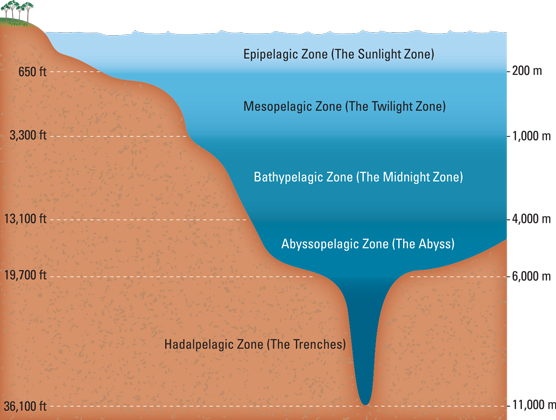 Epipelagic Zone (The Sunlight Zone)
650 ft
200 m
Mesopelagic Zone (The Twilight Zone)
3,300 ft
1,000 m
Bathypelagic Zone (The Midnight Zone)
13,100 ft
4,000 m
Abyssopelagic Zone (The Abyss)
19,700 ft
6,000 m
Hadalpelagic Zone (The Trenches)
36,100 ft
11,000 m